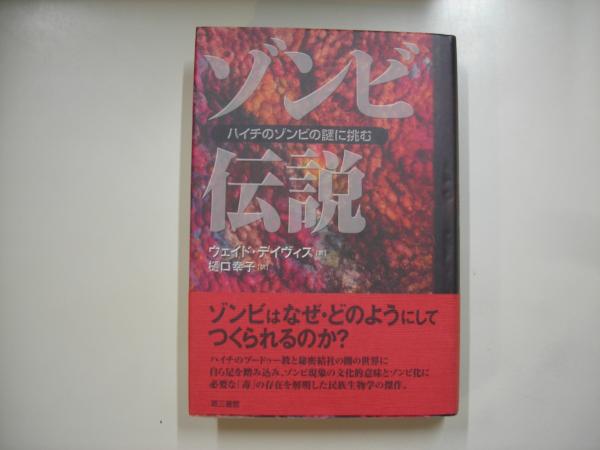 ゾンビ
ハイチのゾンビの謎に挑む
伝説
ウェイド・デイヴィス[著]
樋口幸子[訳]
ゾンビはなぜ・どのようにして
つくられるのか?
ハイチのブードゥー教と秘密結社の闇の世界に
自ら足を踏み込み、ゾンビ現象の文化的意味とゾンビ化に
必要な「毒」の存在を解明した民族生物学の傑作。
第三書館